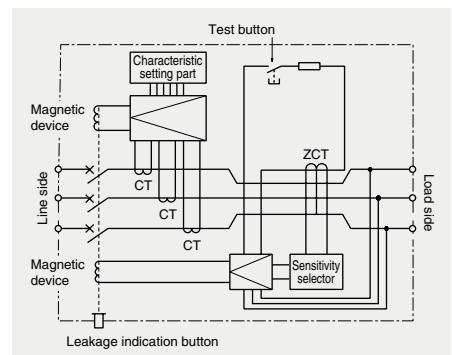 Test button
Characteristic
setting part
Magnetic
device
ZCT
CT
CT
CT
Line side
Load side
Magnetic
device
Sensitivity
selector
Leakage indication button